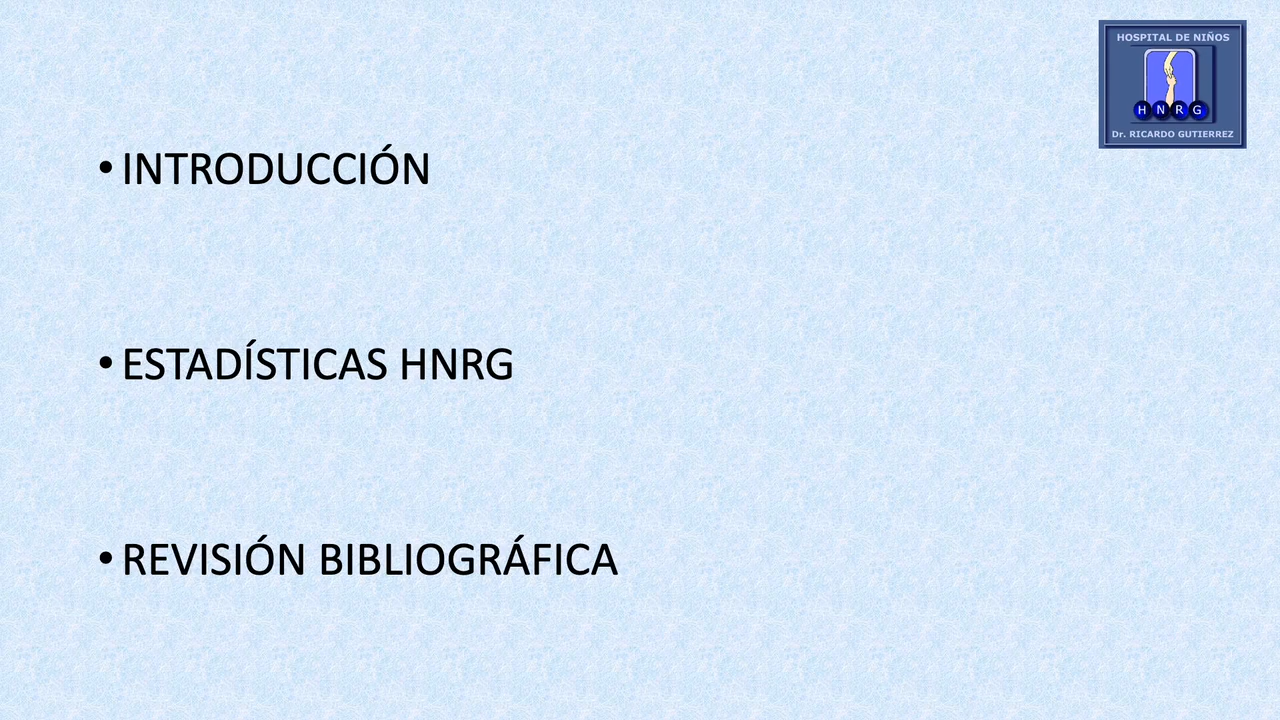 HOSPITAL DE NIÑOS
H N R G
Dr. RICARDO GUTIERREZ
• INTRODUCCIÓN
• ESTADÍSTICAS HNRG
• REVISIÓN BIBLIOGRÁFICA